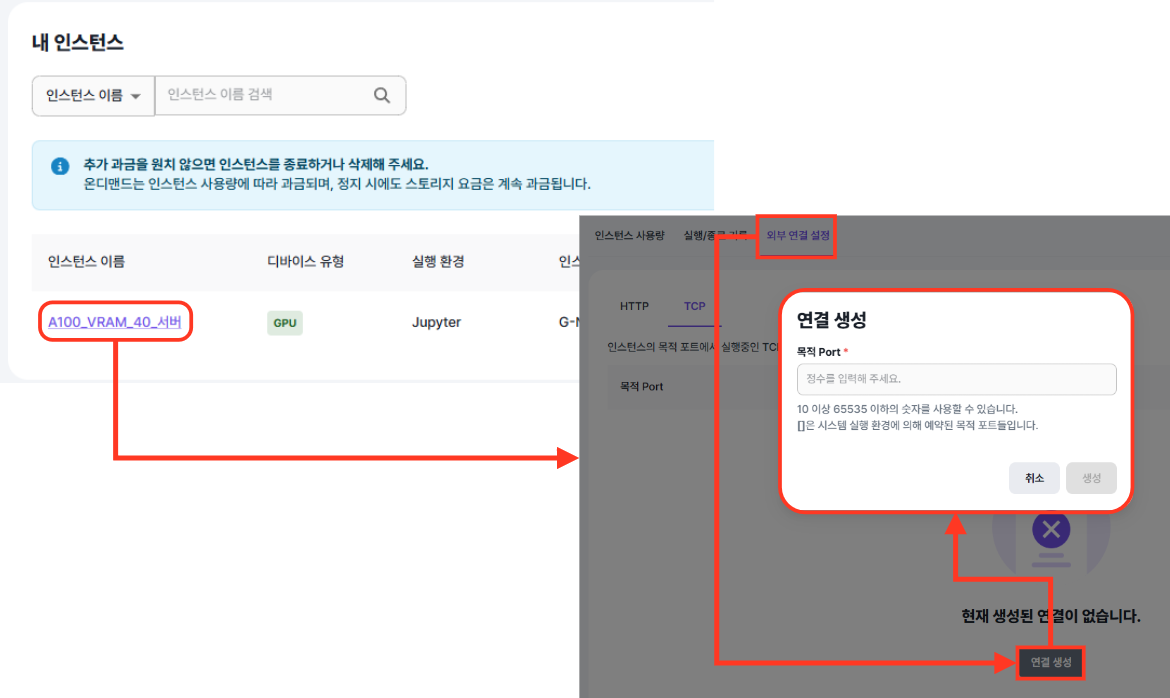 내 인스턴스
인스턴스 이름
인스턴스 이름 검색
추가 과금을 원치 않으면 인스턴스를 종료하거나 삭제해 주세요.
온디맨드는 인스턴스 사용량에 따라 과금되며, 정지 시에도 스토리지 요금은 계속 과금됩니다.
인스턴스 이름 디바이스 유형 실행 환경
A100_VRAM_40_서버 GPU Jupyter
인스턴스 사용량 외부 연결 설정
HTTP TCP
인스턴스의 목적 포트에서 실행중인
목적 Port
연결 생성
목적 Port *
정수를 입력해 주세요.
10 이상 65535 이하의 숫자를 사용할 수 있습니다.
[]은 시스템 실행 환경에 의해 예약된 목적 포트들입니다.
취소 생성
현재 생성된 연결이 없습니다.
연결 생성